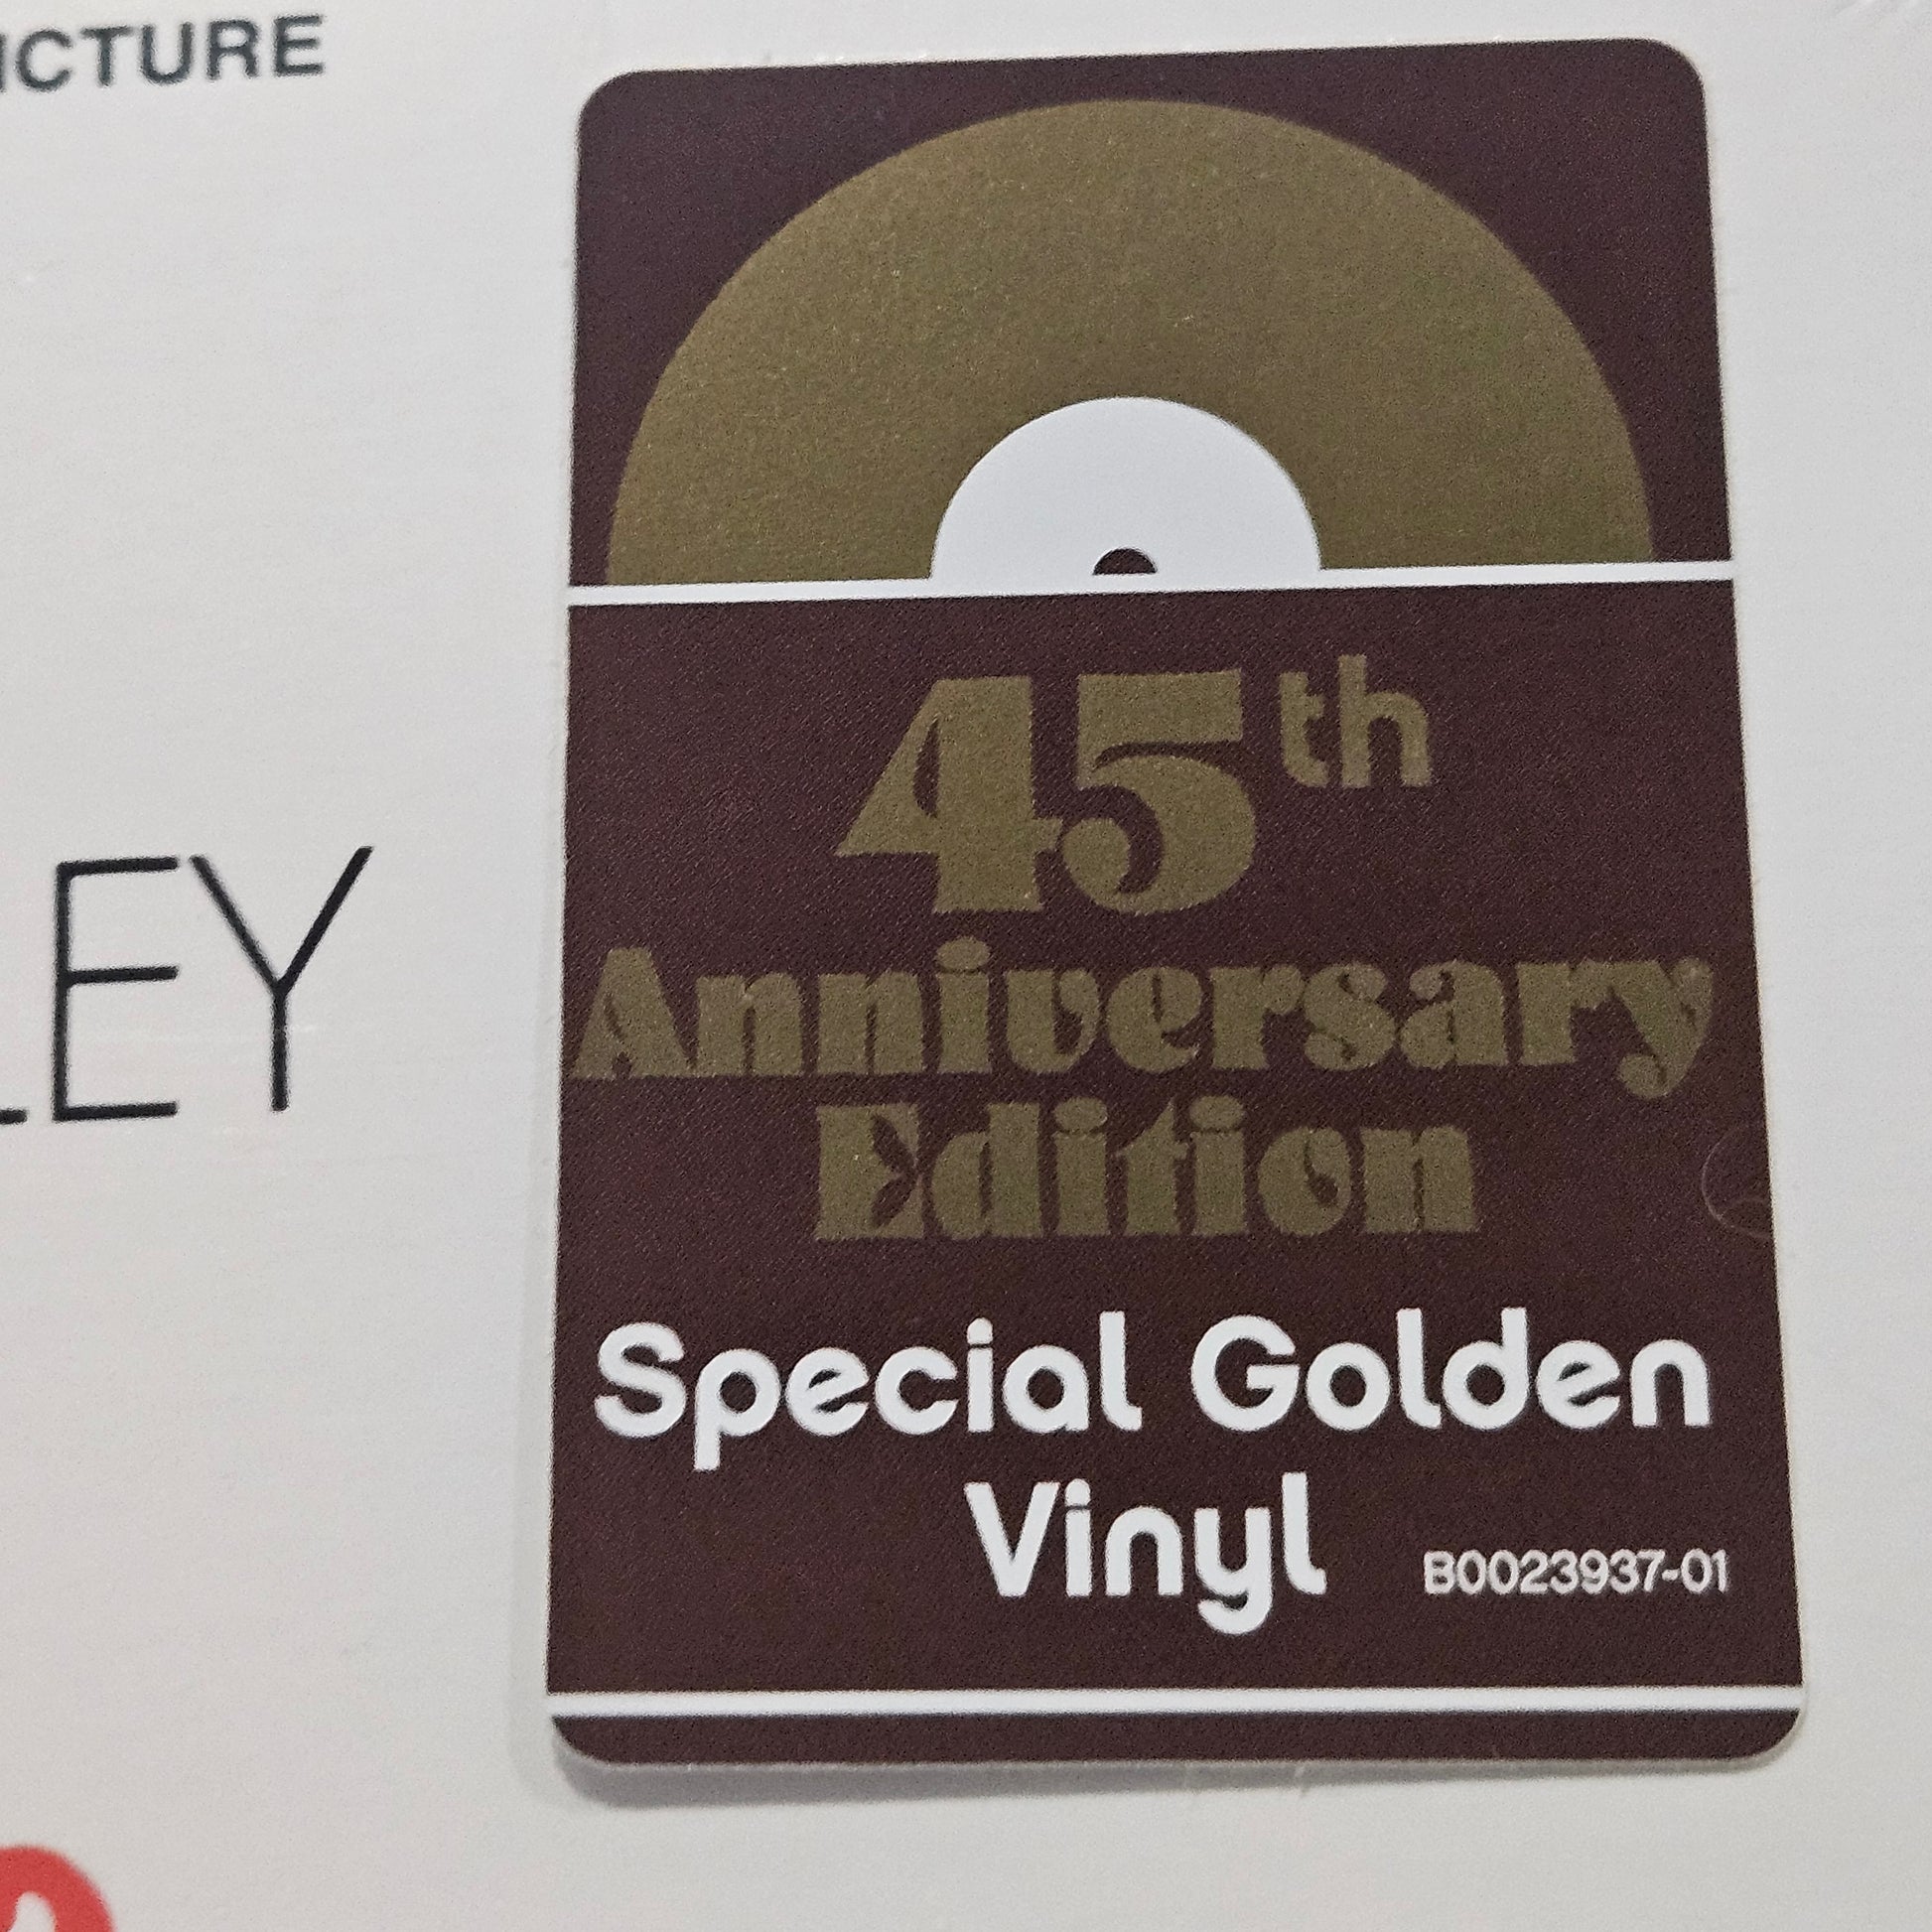 ICTURE
LEY
45th
Anniversary
Edition
Special Golden
Vinyl
B0023937-01